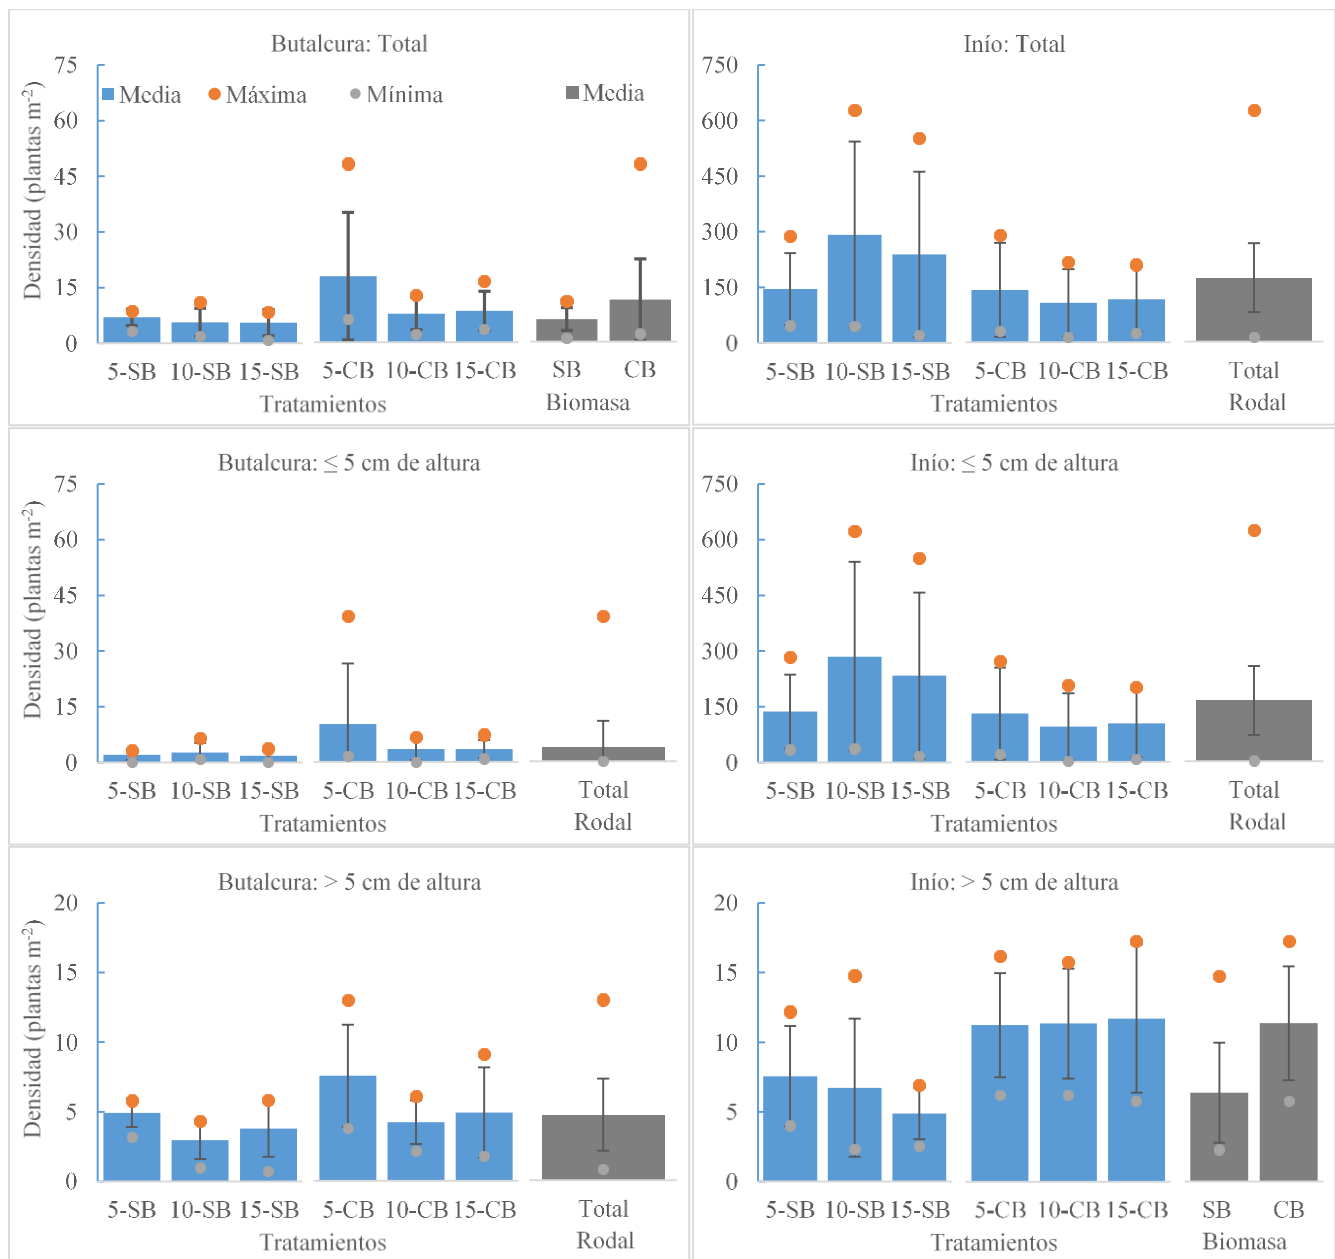 Butalcura: Total
Densidad (plantas m-2)
75
60
45
30
15
0
Media
Máxima
Mínima
Media
5-SB 10-SB 15-SB 5-CB 10-CB 15-CB SB CB
Tratamientos Biomasa
Inío: Total
750
600
450
300
150
0
5-SB 10-SB 15-SB 5-CB 10-CB 15-CB Total
Tratamientos Rodal
Butalcura: ≤ 5 cm de altura
Densidad (plantas m-2)
75
60
45
30
15
0
5-SB 10-SB 15-SB 5-CB 10-CB 15-CB Total
Tratamientos Rodal
Inío: ≤ 5 cm de altura
750
600
450
300
150
0
5-SB 10-SB 15-SB 5-CB 10-CB 15-CB Total
Tratamientos Rodal
Butalcura: > 5 cm de altura
Densidad (plantas m-2)
20
15
10
5
0
5-SB 10-SB 15-SB 5-CB 10-CB 15-CB Total
Tratamientos Rodal
Inío: > 5 cm de altura
20
15
10
5
0
5-SB 10-SB 15-SB 5-CB 10-CB 15-CB SB CB
Tratamientos Biomasa